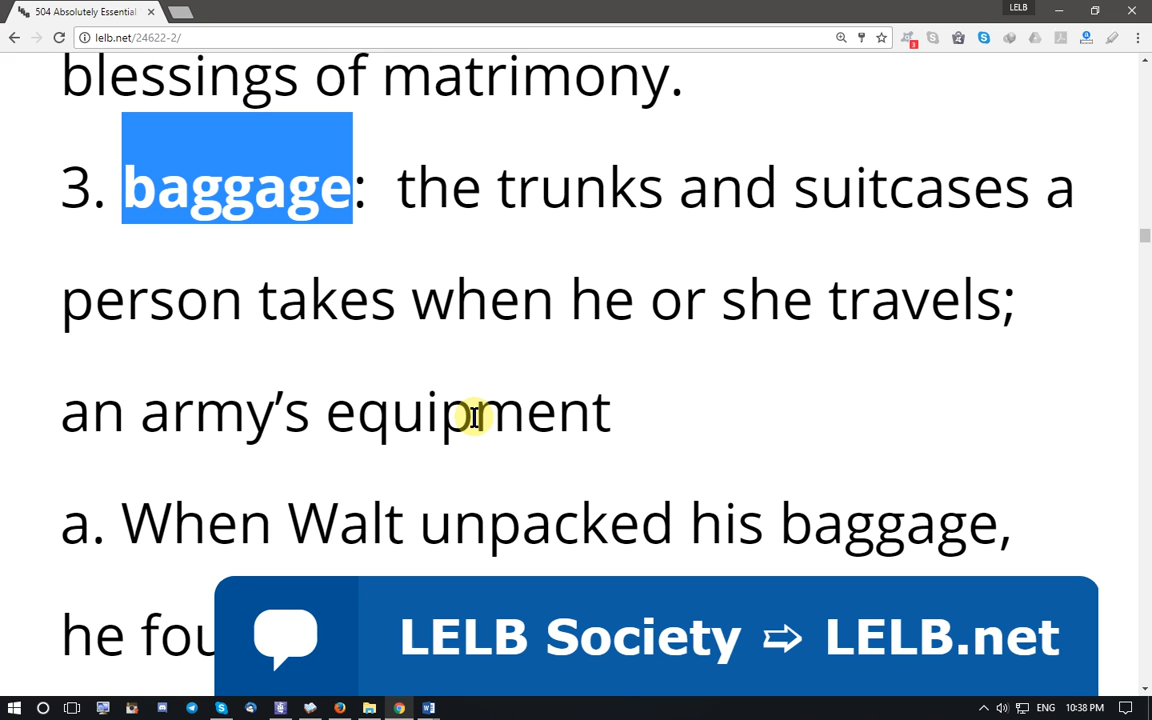 504 Absolutely Essential
LELB
lelb.net/24622-2/
blessings of matrimony.
3. baggage: the trunks and suitcases a
person takes when he or she travels;
an army’s equipment
a. When Walt unpacked his baggage,
he fou
LELB Society ⇨ LELB.net
ENG 10:38 PM